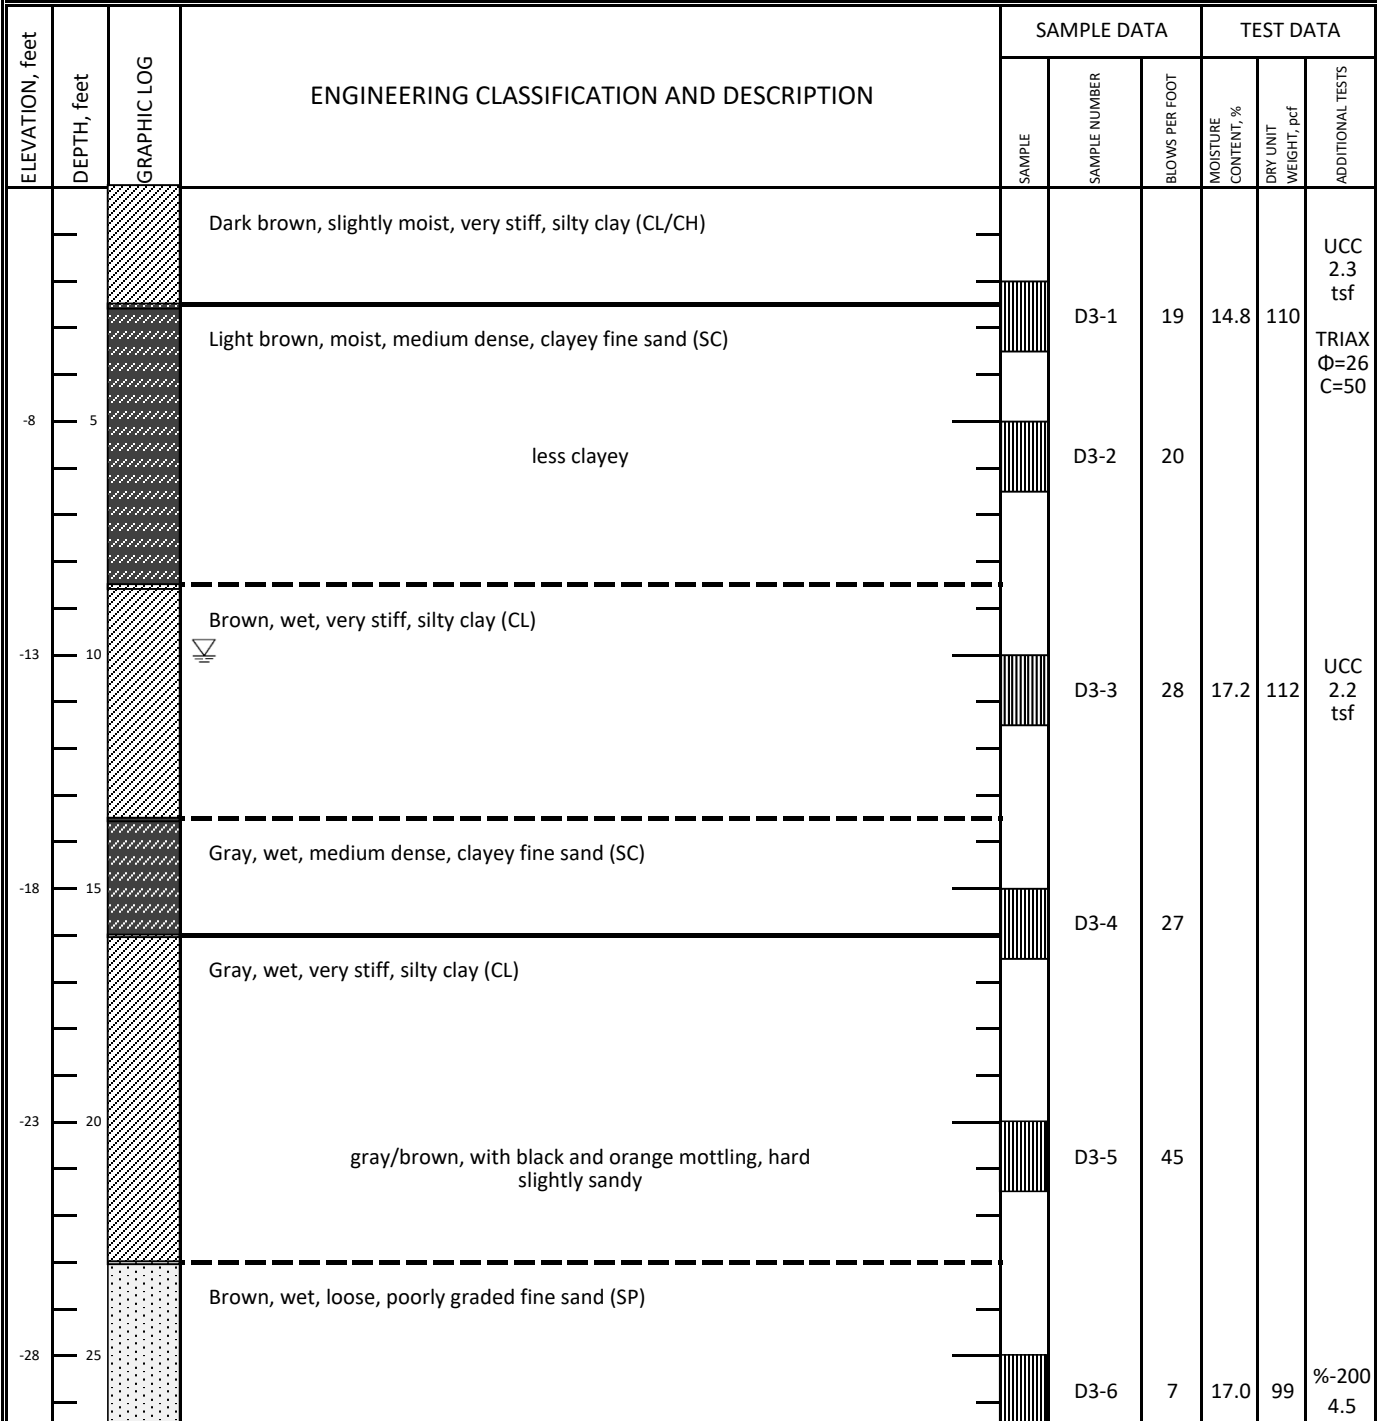 ELEVATION, feet
DEPTH, feet
GRAPHIC LOG
ENGINEERING CLASSIFICATION AND DESCRIPTION
SAMPLE DATA
TEST DATA
SAMPLE
SAMPLE NUMBER
BLOWS PER FOOT
MOISTURE
CONTENT, %
DRY UNIT
WEIGHT, pcf
ADDITIONAL TESTS
Dark brown, slightly moist, very stiff, silty clay (CL/CH)
UCC
2.3
tsf
D3-1 19 14.8 110
Light brown, moist, medium dense, clayey fine sand (SC)
TRIAX
Φ=26
C=50
-8 5
less clayey
D3-2 20
Brown, wet, very stiff, silty clay (CL)
-13 10
UCC
2.2
tsf
D3-3 28 17.2 112
Gray, wet, medium dense, clayey fine sand (SC)
-18 15
D3-4 27
Gray, wet, very stiff, silty clay (CL)
-23 20
gray/brown, with black and orange mottling, hard
slightly sandy
D3-5 45
Brown, wet, loose, poorly graded fine sand (SP)
-28 25
D3-6 7 17.0 99
%-200
4.5